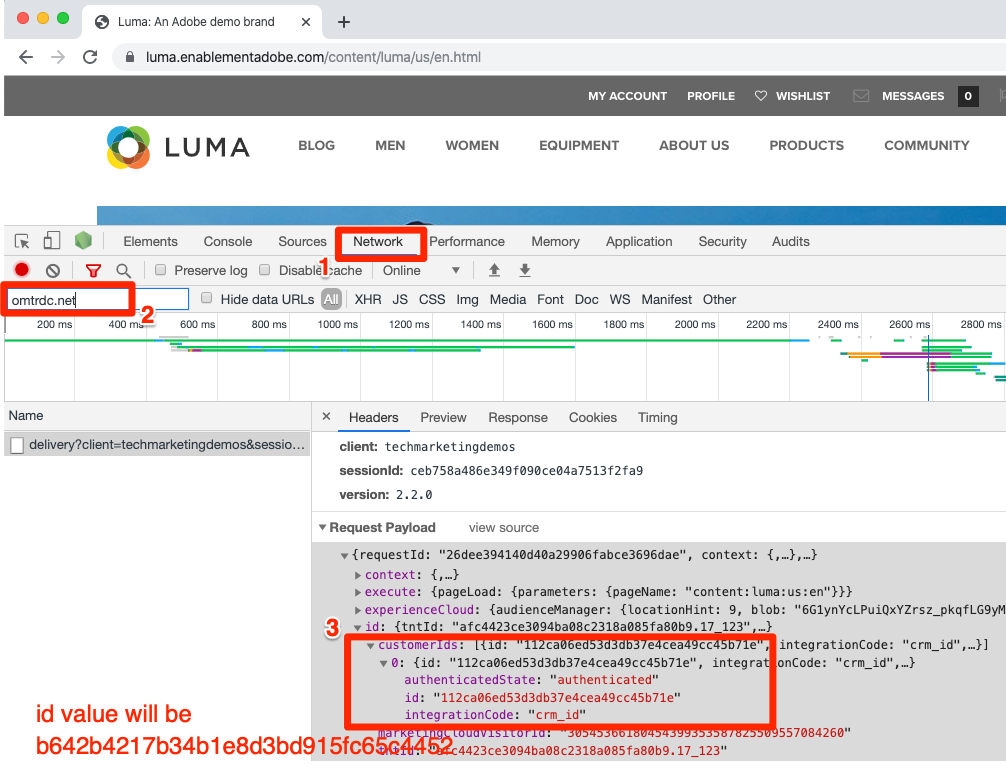 Luma: An Adobe demo brand
luma.enablementadobe.com/content/luma/us/en.html
MY ACCOUNT PROFILE WISHLIST MESSAGES 0
LUMA BLOG MEN WOMEN EQUIPMENT ABOUT US PRODUCTS COMMUNITY
Elements Console Sources Network Performance Memory Application Security Audits
1
Preserve log Disable cache Online
omtrdc.net Hide data URLs All XHR JS CSS Img Media Font Doc WS Manifest Other
2
200 ms 400 ms 600 ms 800 ms 1000 ms 1200 ms 1400 ms 1600 ms 1800 ms 2000 ms 2200 ms 2400 ms 2600 ms 2800 ms
Name
delivery?client=techmarketingdemos&sessio…
Headers Preview Response Cookies Timing
client: techmarketingdemos
sessionId: ceb758a486e349f090ce04a7513f2fa9
version: 2.2.0
Request Payload view source
{requestId: "26dee394140d40a29906fabce3696dae", context: {,…},…}
context: {,…}
execute: {pageLoad: {parameters: {pageName: "content:luma:us:en"}}}
experienceCloud: {audienceManager: {locationHint: 9, blob: "6G1ynYcLPuiQxYZrsz_pkqfLG9yM
3
id: {tntId: "afc4423ce3094ba08c2318a085fa80b9.17_123",…}
customerIds: [{id: "112ca06ed53d3db37e4cea49cc45b71e", integrationCode: "crm_id",…}]
0: {id: "112ca06ed53d3db37e4cea49cc45b71e", integrationCode: "crm_id",…}
authenticatedState: "authenticated"
id: "112ca06ed53d3db37e4cea49cc45b71e"
integrationCode: "crm_id"
marketingCloudVisitorId: "30545366180454399353587825509557084260"
tntId: "afc4423ce3094ba08c2318a085fa80b9.17_123"
id value will be
b642b4217b34b1e8d3bd915fc65c4452